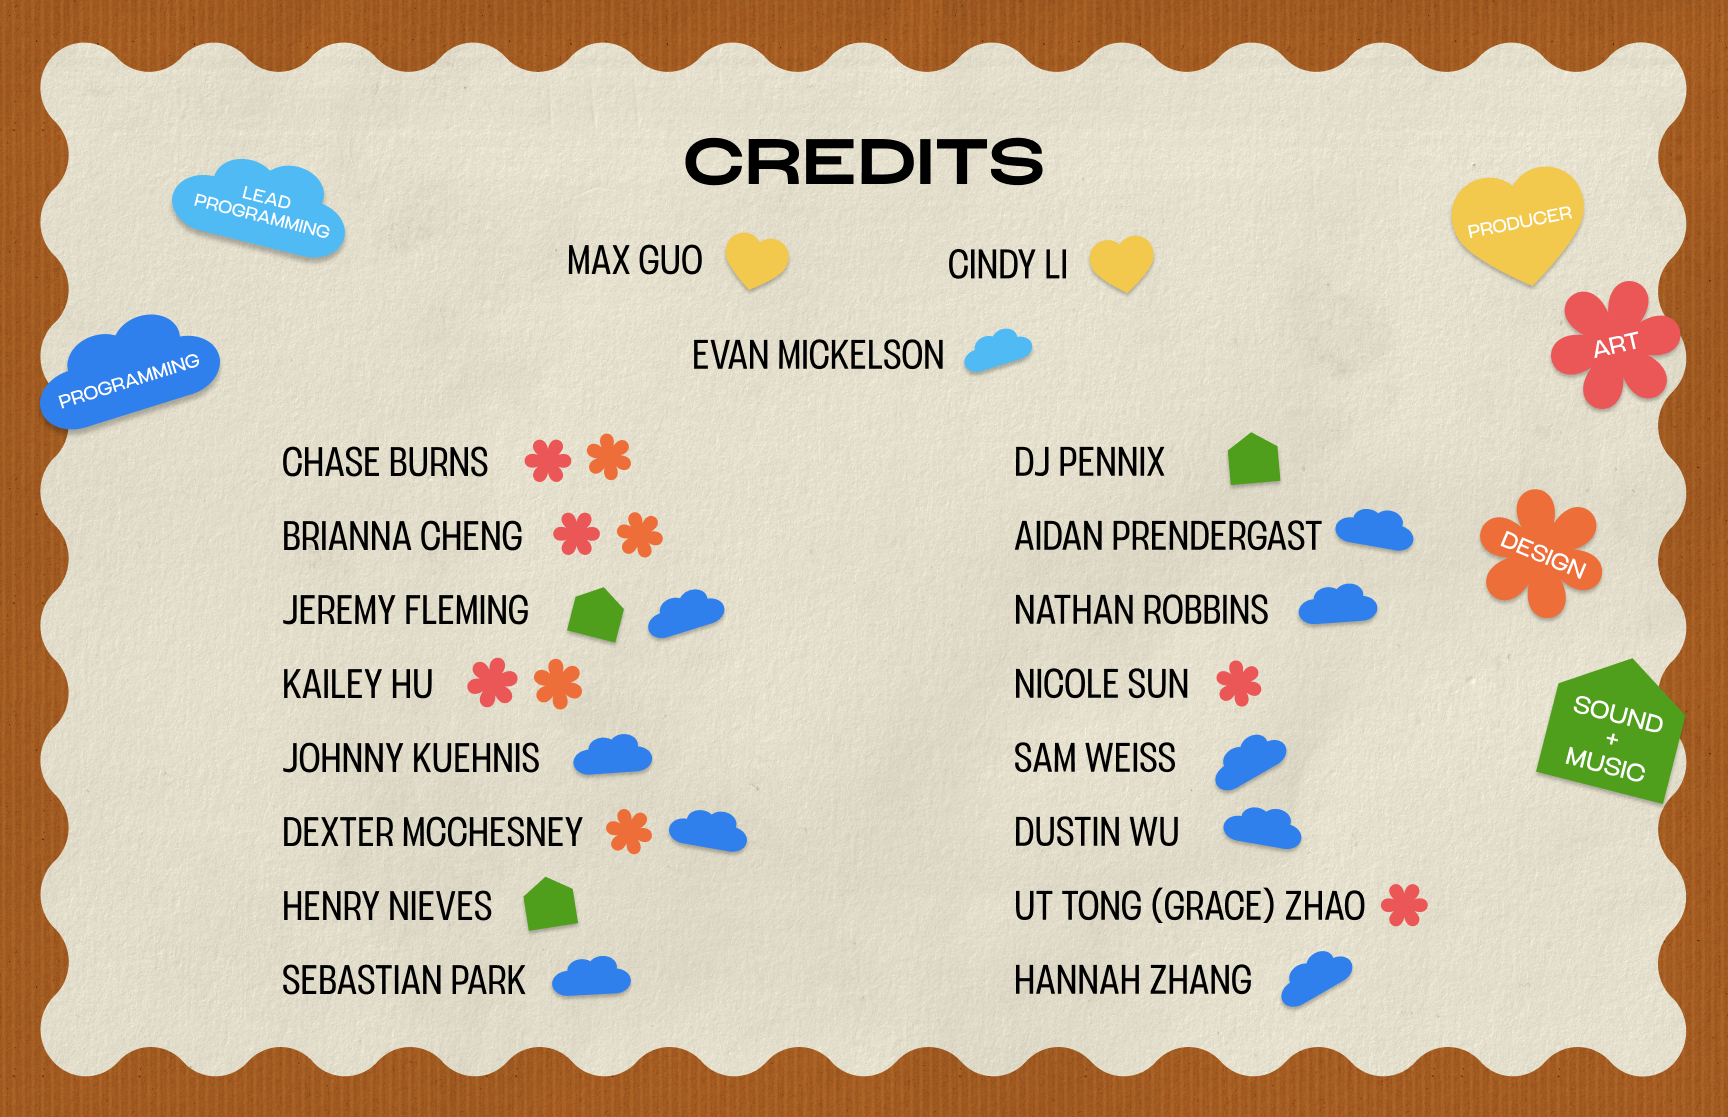 CREDITS
LEAD
PROGRAMMING
PRODUCER
MAX GUO
CINDY LI
ART
EVAN MICKELSON
PROGRAMMING
CHASE BURNS
BRIANNA CHENG
JEREMY FLEMING
KAILEY HU
JOHNNY KUEHNIS
DEXTER MCCHESNEY
HENRY NIEVES
SEBASTIAN PARK
DJ PENNIX
AIDAN PRENDERGAST
NATHAN ROBBINS
NICOLE SUN
SAM WEISS
DUSTIN WU
UT TONG (GRACE) ZHAO
HANNAH ZHANG
DESIGN
SOUND
+
MUSIC